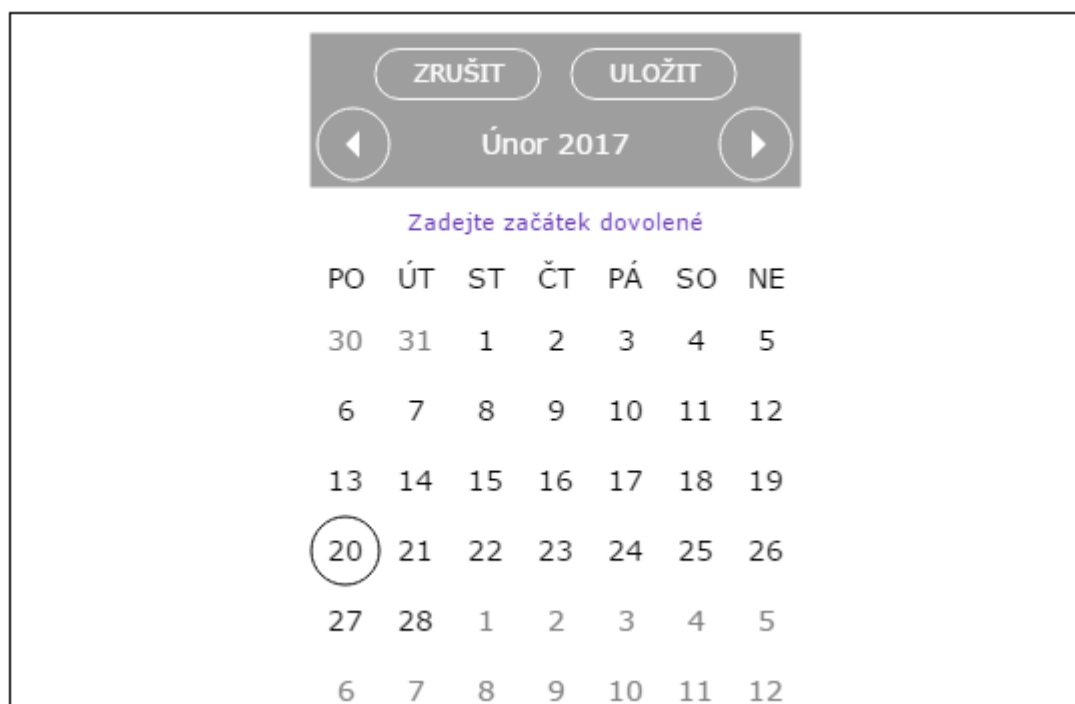 ZRUŠIT ULOŽIT
Únor 2017
Zadejte začátek dovolené
PO ÚT ST ČT PÁ SO NE
30 31 1 2 3 4 5
6 7 8 9 10 11 12
13 14 15 16 17 18 19
20 21 22 23 24 25 26
27 28 1 2 3 4 5
6 7 8 9 10 11 12